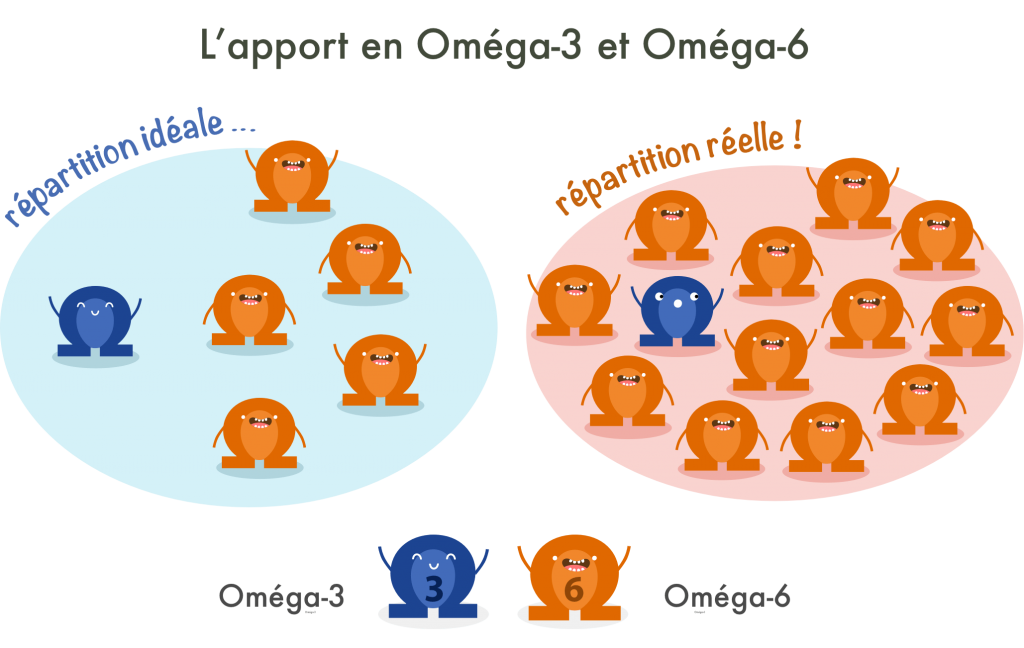 L'apport en Oméga-3 et Oméga-6
répartition idéale ...
répartition réelle !
Oméga-3
3
6
Oméga-6